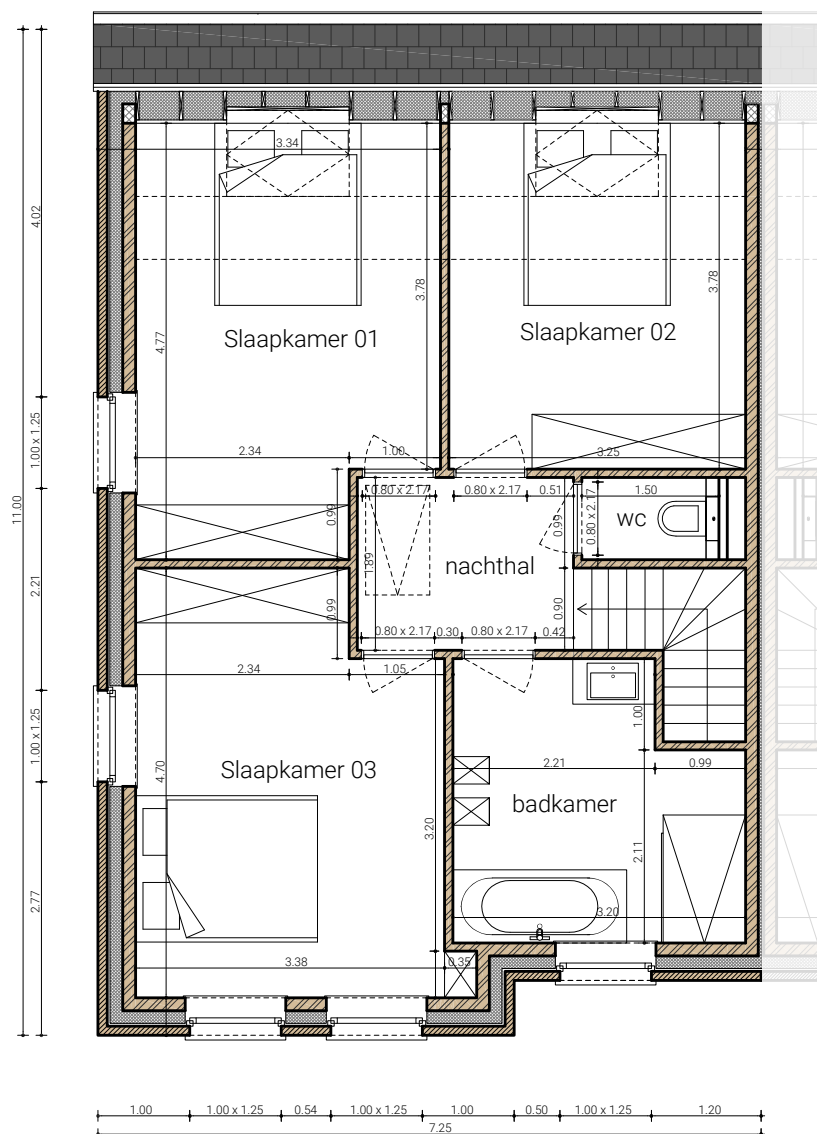 3.34
4.02
3.78
3.78
Slaapkamer 01
Slaapkamer 02
4.77
1.00 x 1.25
2.34
1.00
3.25
11.00
0.80 x 2.17
0.80 x 2.17
0.51
1.50
0.99
0.99
0.80 x 2.17
WC
1.89
nachthal
2.21
0.99
0.90
0.80 x 2.17
0.30
0.80 x 2.17
0.42
2.34
1.05
1.00
1.00 x 1.25
4.70
Slaapkamer 03
2.21
0.99
badkamer
3.20
2.11
2.77
3.20
3.38
0.35
1.00
1.00 x 1.25
0.54
1.00 x 1.25
1.00
0.50
1.00 x 1.25
1.20
7.25